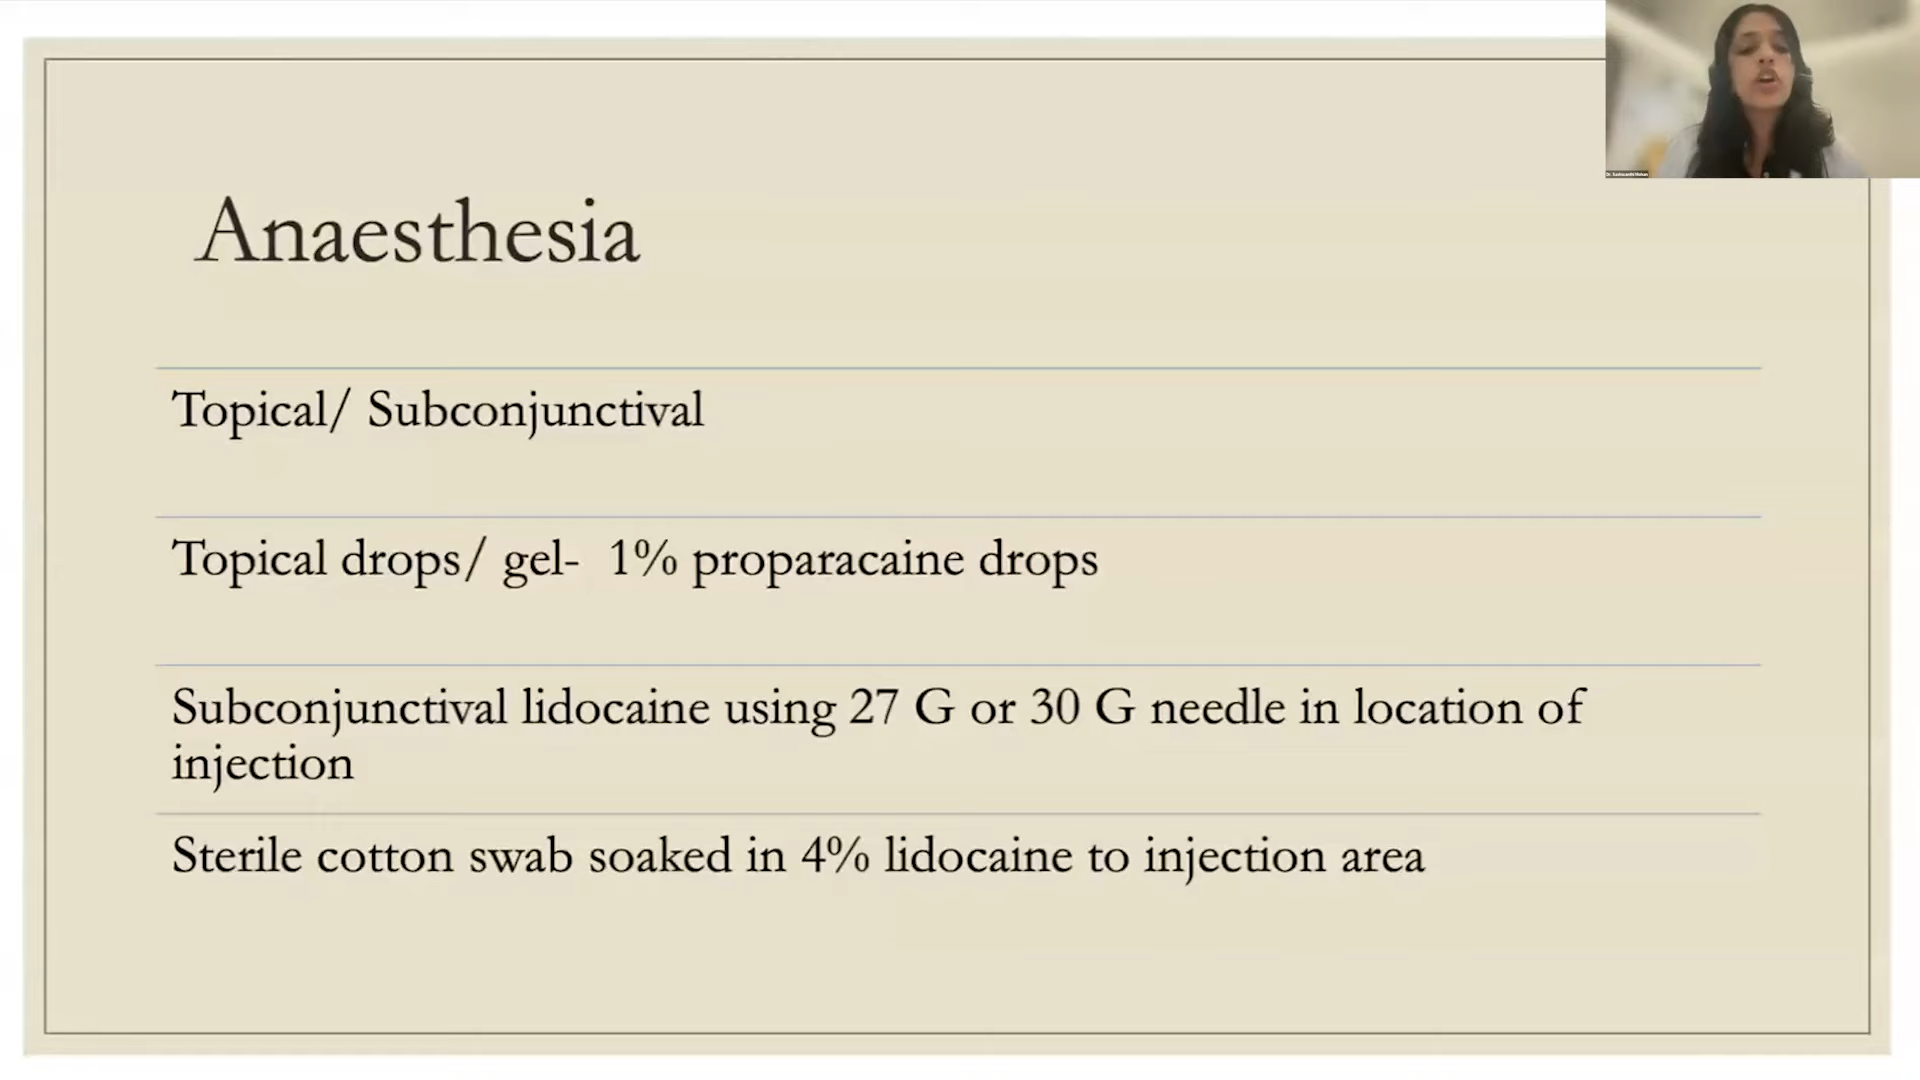 Anaesthesia
Topical/ Subconjunctival
Topical drops/ gel-  1% proparacaine drops
Subconjunctival lidocaine using 27 G or 30 G needle in location of
injection
Sterile cotton swab soaked in 4% lidocaine to injection area